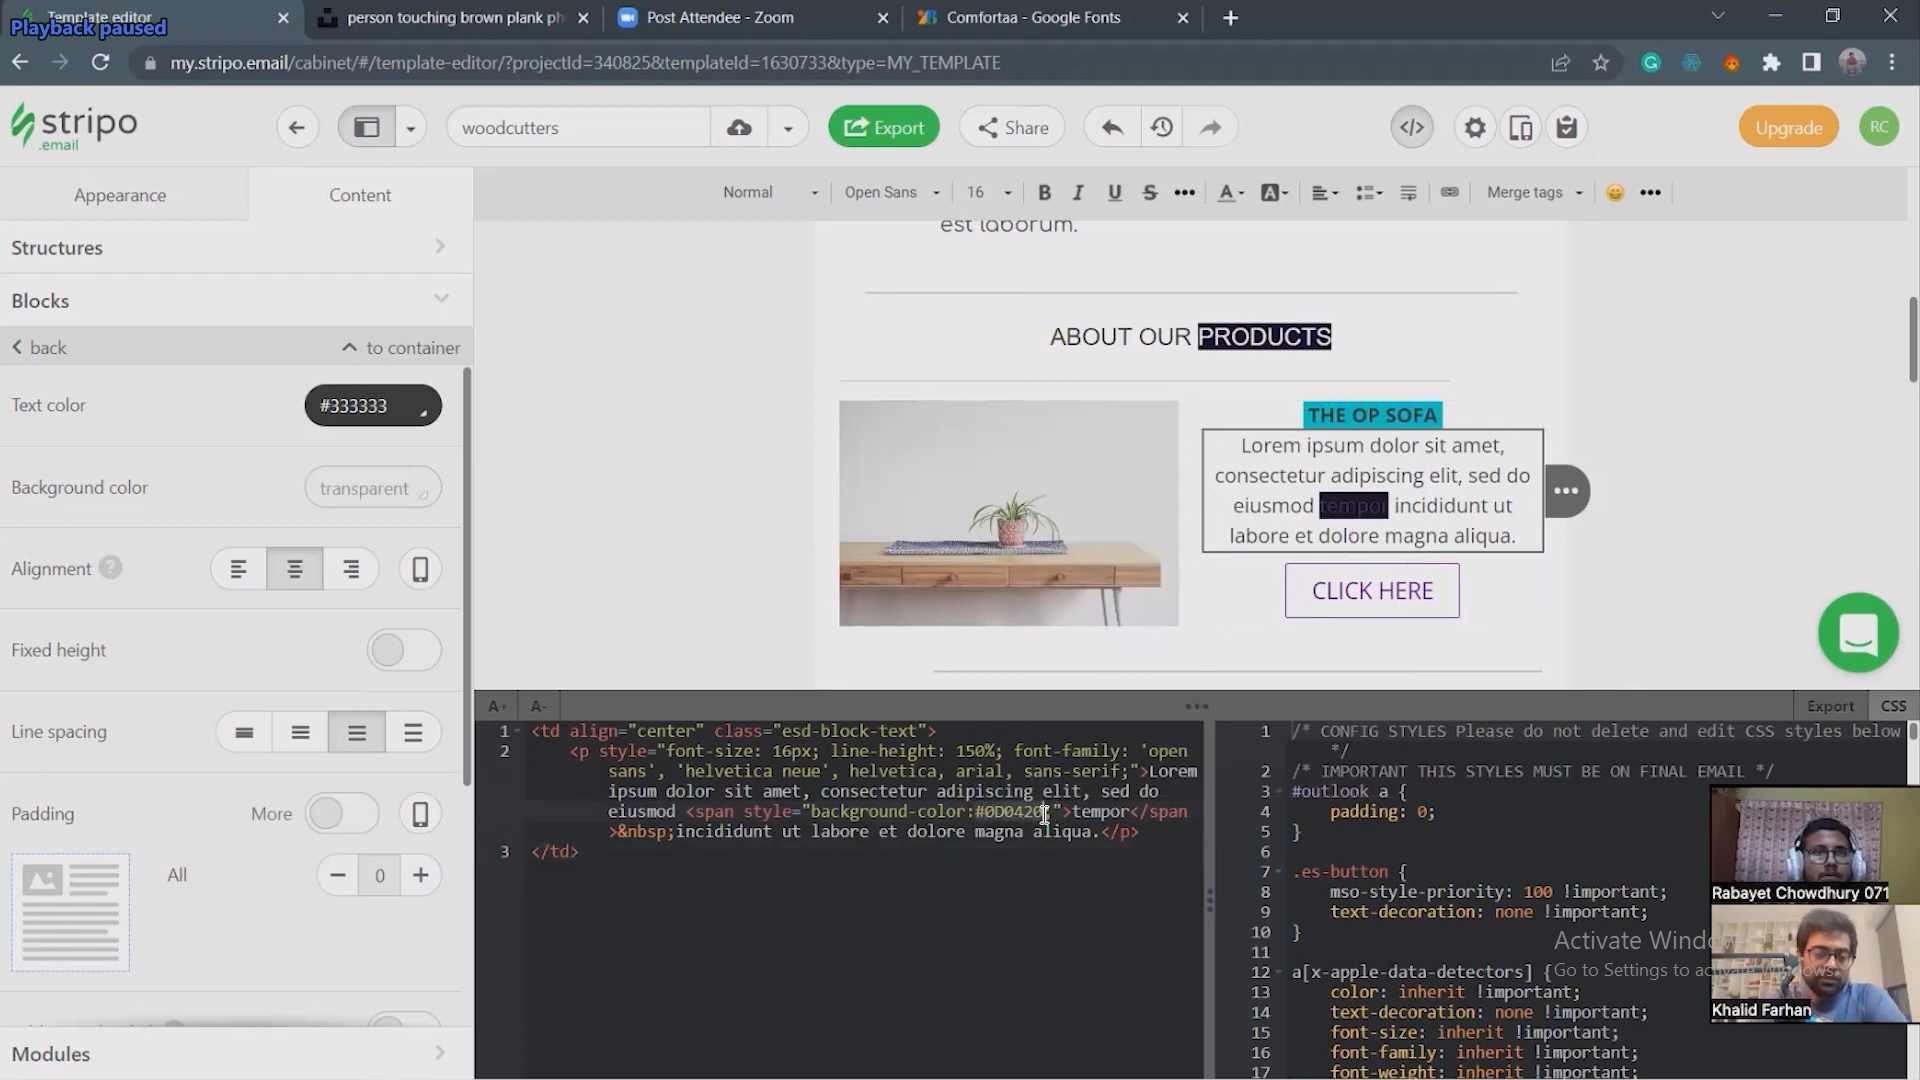 Template editor
Playback paused
person touching brown plank ph
Post Attendee - Zoom
Comfortaa - Google Fonts
my.stripo.email/cabinet/#/template-editor/?projectId=340825&templateId=1630733&type=MY_TEMPLATE
stripo
.email
woodcutters
Export
Share
</>
Upgrade
RC
Appearance
Content
Normal
Open Sans
16
B I U S
A
A
Merge tags
Structures
Blocks
back
to container
Text color
#333333
Background color
transparent
Alignment ?
Fixed height
Line spacing
Padding
More
All
0
Modules
est laborum.
ABOUT OUR PRODUCTS
THE OP SOFA
Lorem ipsum dolor sit amet,
consectetur adipiscing elit, sed do
eiusmod tempor incididunt ut
labore et dolore magna aliqua.
CLICK HERE
A+ A-
Export
CSS
1 <td align="center" class="esd-block-text">
2 <p style="font-size: 16px; line-height: 150%; font-family: 'open
sans', 'helvetica neue', helvetica, arial, sans-serif;">Lorem
ipsum dolor sit amet, consectetur adipiscing elit, sed do
eiusmod <span style="background-color:#0D0420;">tempor</span
>&nbsp;incididunt ut labore et dolore magna aliqua.</p>
3 </td>
1 /* CONFIG STYLES Please do not delete and edit CSS styles below
*/
2 /* IMPORTANT THIS STYLES MUST BE ON FINAL EMAIL */
3 #outlook a {
4 padding: 0;
5 }
6
7 .es-button {
8 mso-style-priority: 100 !important;
9 text-decoration: none !important;
10 }
11
12 a[x-apple-data-detectors] {
13 color: inherit !important;
14 text-decoration: none !important;
15 font-size: inherit !important;
16 font-family: inherit !important;
17 font-weight: inherit !important;
Rabayet Chowdhury 071
Activate Windows
Go to Settings to activate Windows.
Khalid Farhan